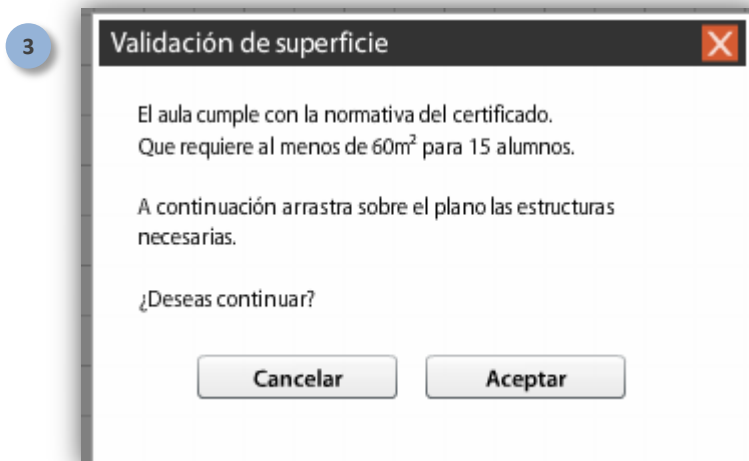 3
Validación de superficie
El aula cumple con la normativa del certificado.
Que requiere al menos de 60m² para 15 alumnos.
A continuación arrastra sobre el plano las estructuras
necesarias.
¿Deseas continuar?
Cancelar
Aceptar